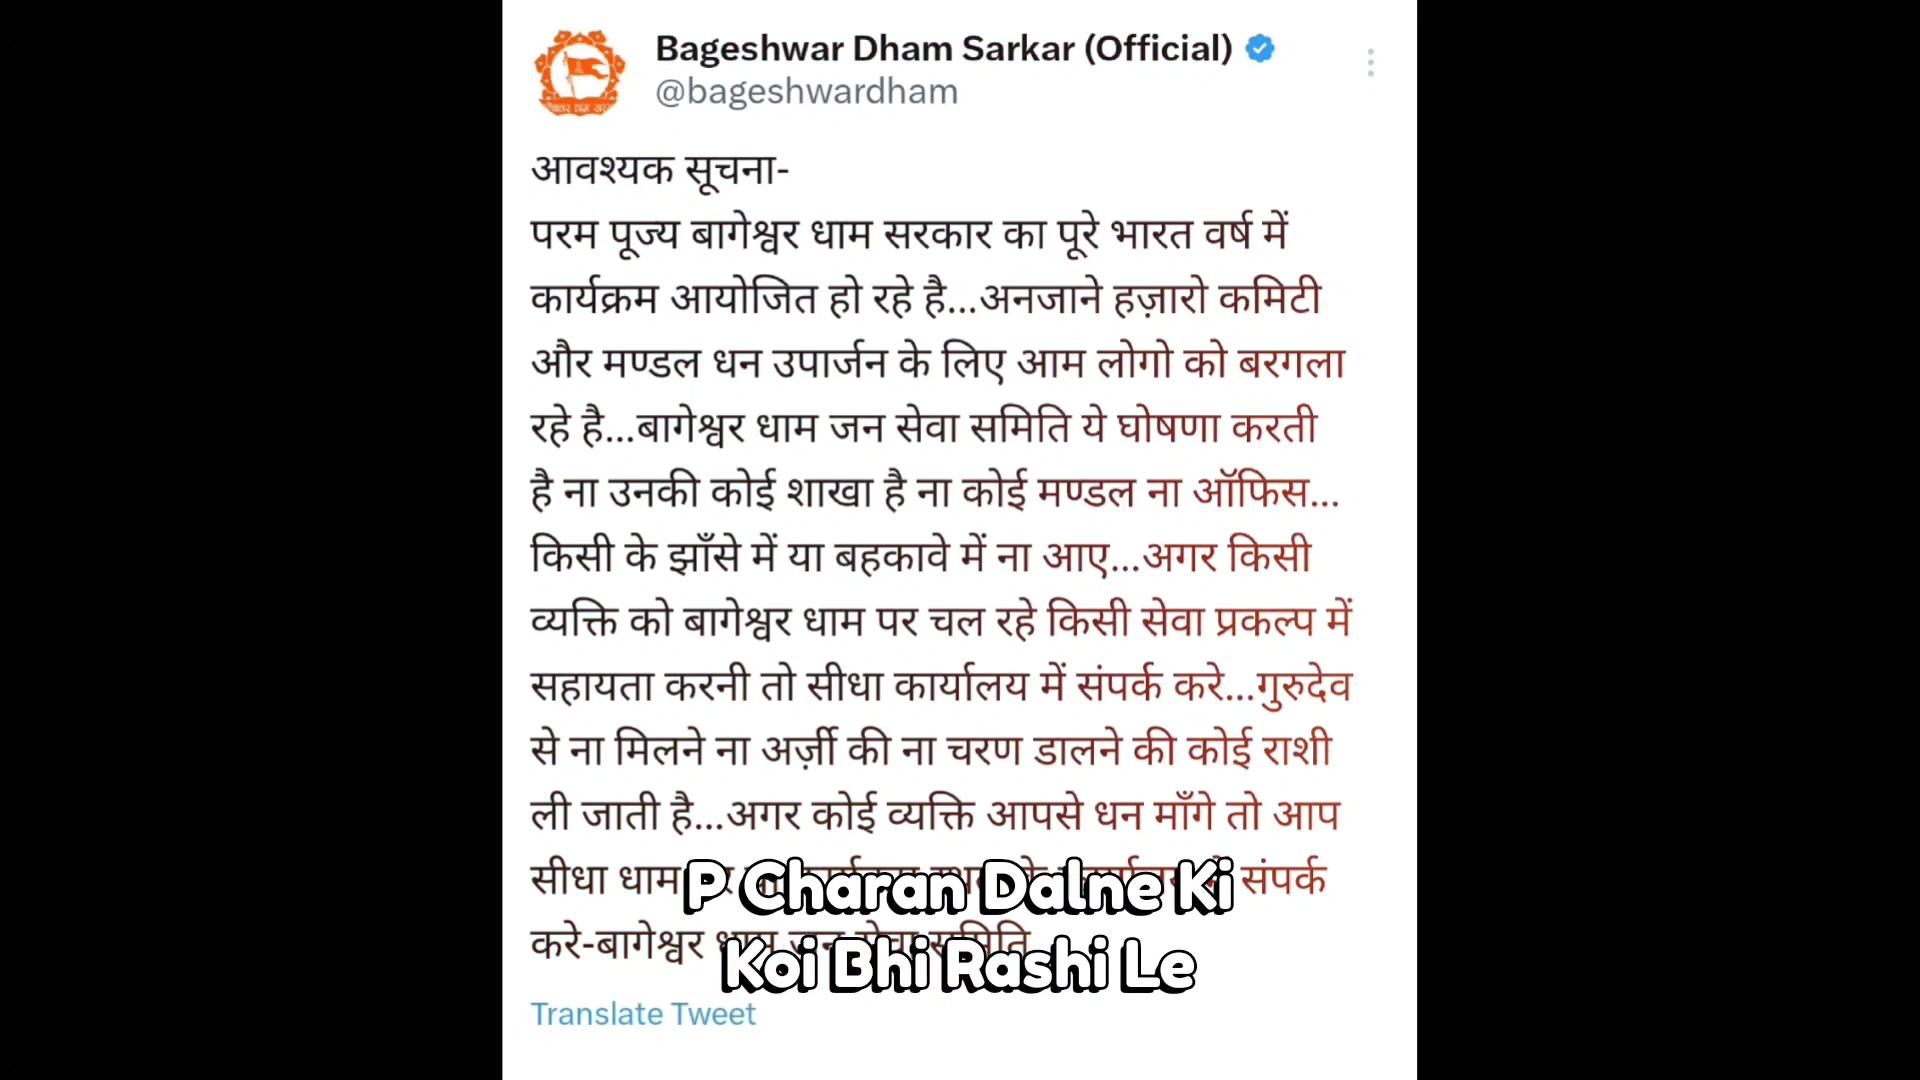 Bageshwar Dham Sarkar (Official)
@bageshwardham
आवश्यक सूचना-
परम पूज्य बागेश्वर धाम सरकार का पूरे भारत वर्ष में
कार्यक्रम आयोजित हो रहे है...अनजाने हज़ारो कमिटी
और मण्डल धन उपार्जन के लिए आम लोगो को बरगला
रहे है...बागेश्वर धाम जन सेवा समिति ये घोषणा करती
है ना उनकी कोई शाखा है ना कोई मण्डल ना ऑफिस...
किसी के झाँसे में या बहकावे में ना आए...अगर किसी
व्यक्ति को बागेश्वर धाम पर चल रहे किसी सेवा प्रकल्प में
सहायता करनी तो सीधा कार्यालय में संपर्क करे...गुरुदेव
से ना मिलने ना अर्ज़ी की ना चरण डालने की कोई राशी
ली जाती है...अगर कोई व्यक्ति आपसे धन माँगे तो आप
सीधा धाम संपर्क
करे-बागेश्वर धाम जन सेवा समिति
P Charan Dalne Ki
Koi Bhi Rashi Le
Translate Tweet